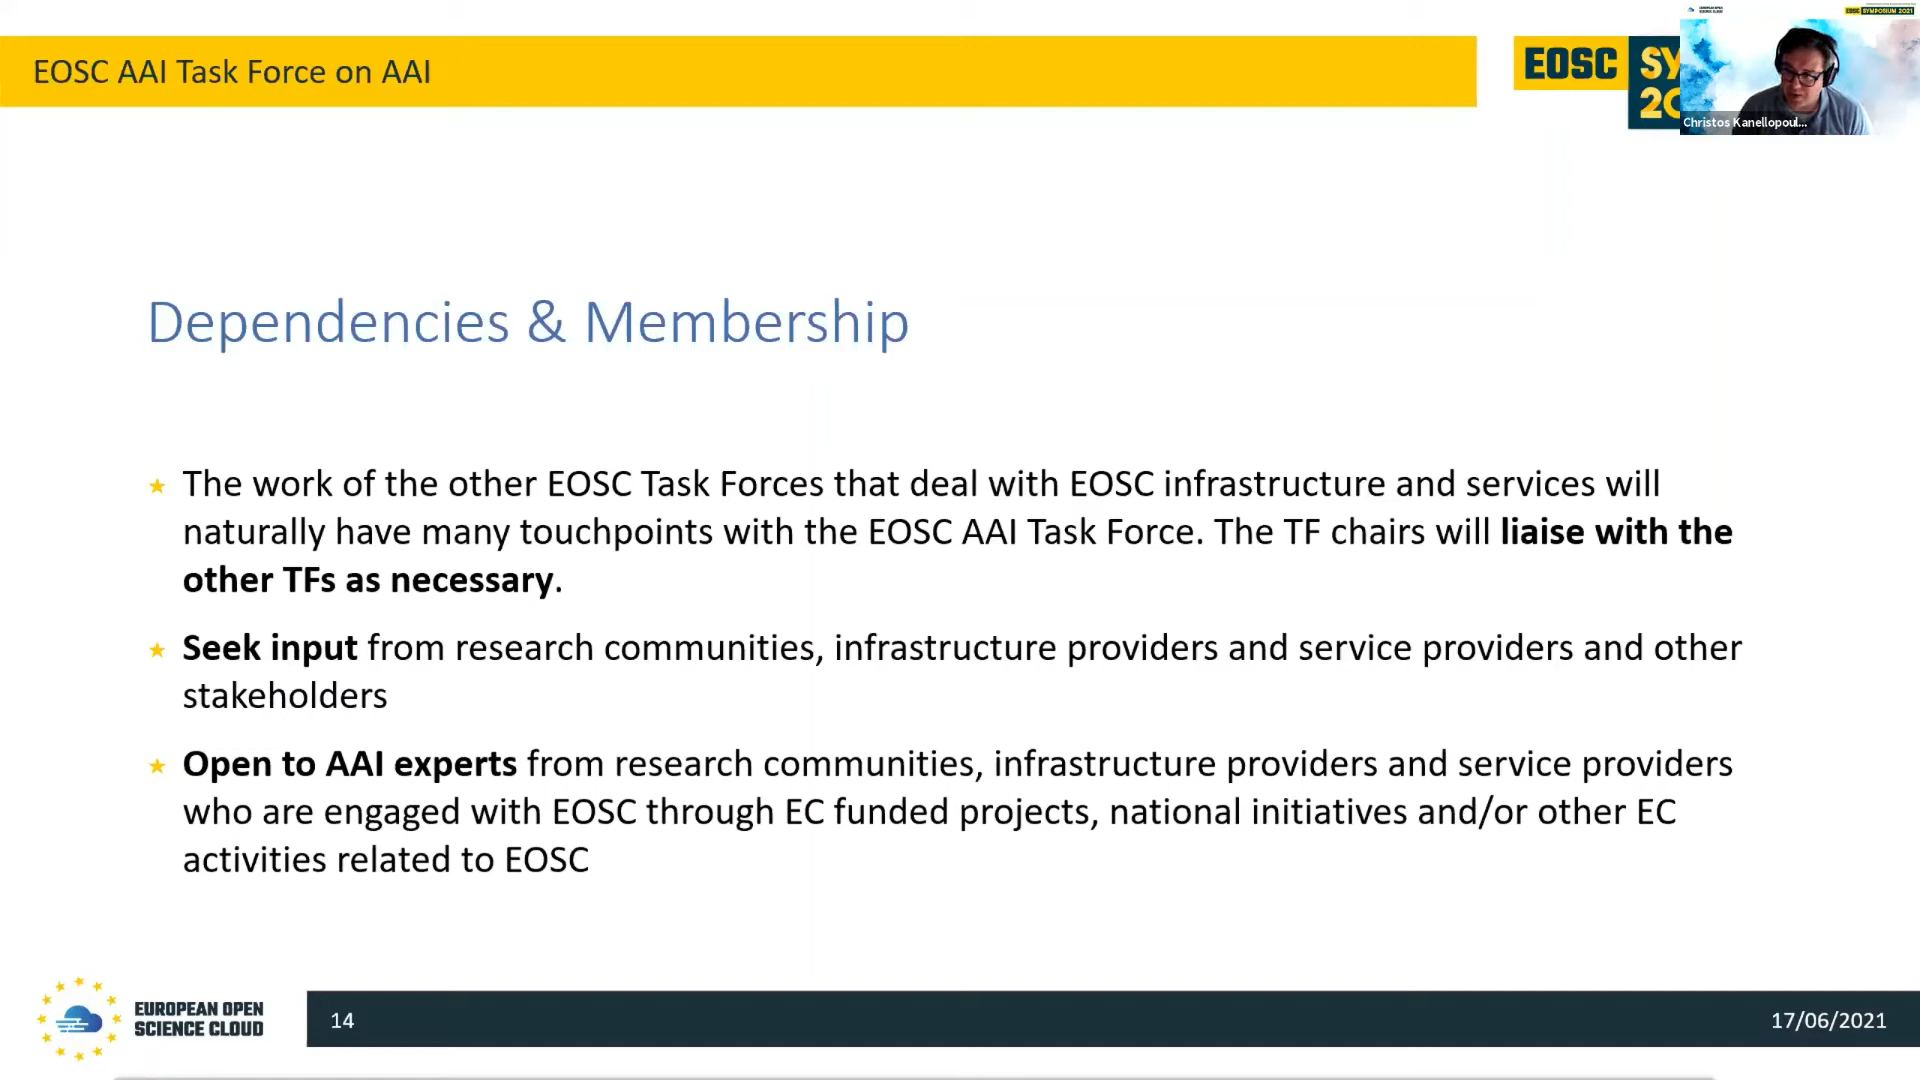 EOSC AAI Task Force on AAI
EOSC
SY
20
EOSC SYMPOSIUM 2021
Christos Kanellopoul...
Dependencies & Membership
The work of the other EOSC Task Forces that deal with EOSC infrastructure and services will
naturally have many touchpoints with the EOSC AAI Task Force. The TF chairs will liaise with the
other TFs as necessary.
Seek input from research communities, infrastructure providers and service providers and other
stakeholders
Open to AAI experts from research communities, infrastructure providers and service providers
who are engaged with EOSC through EC funded projects, national initiatives and/or other EC
activities related to EOSC
EUROPEAN OPEN
SCIENCE CLOUD
14
17/06/2021